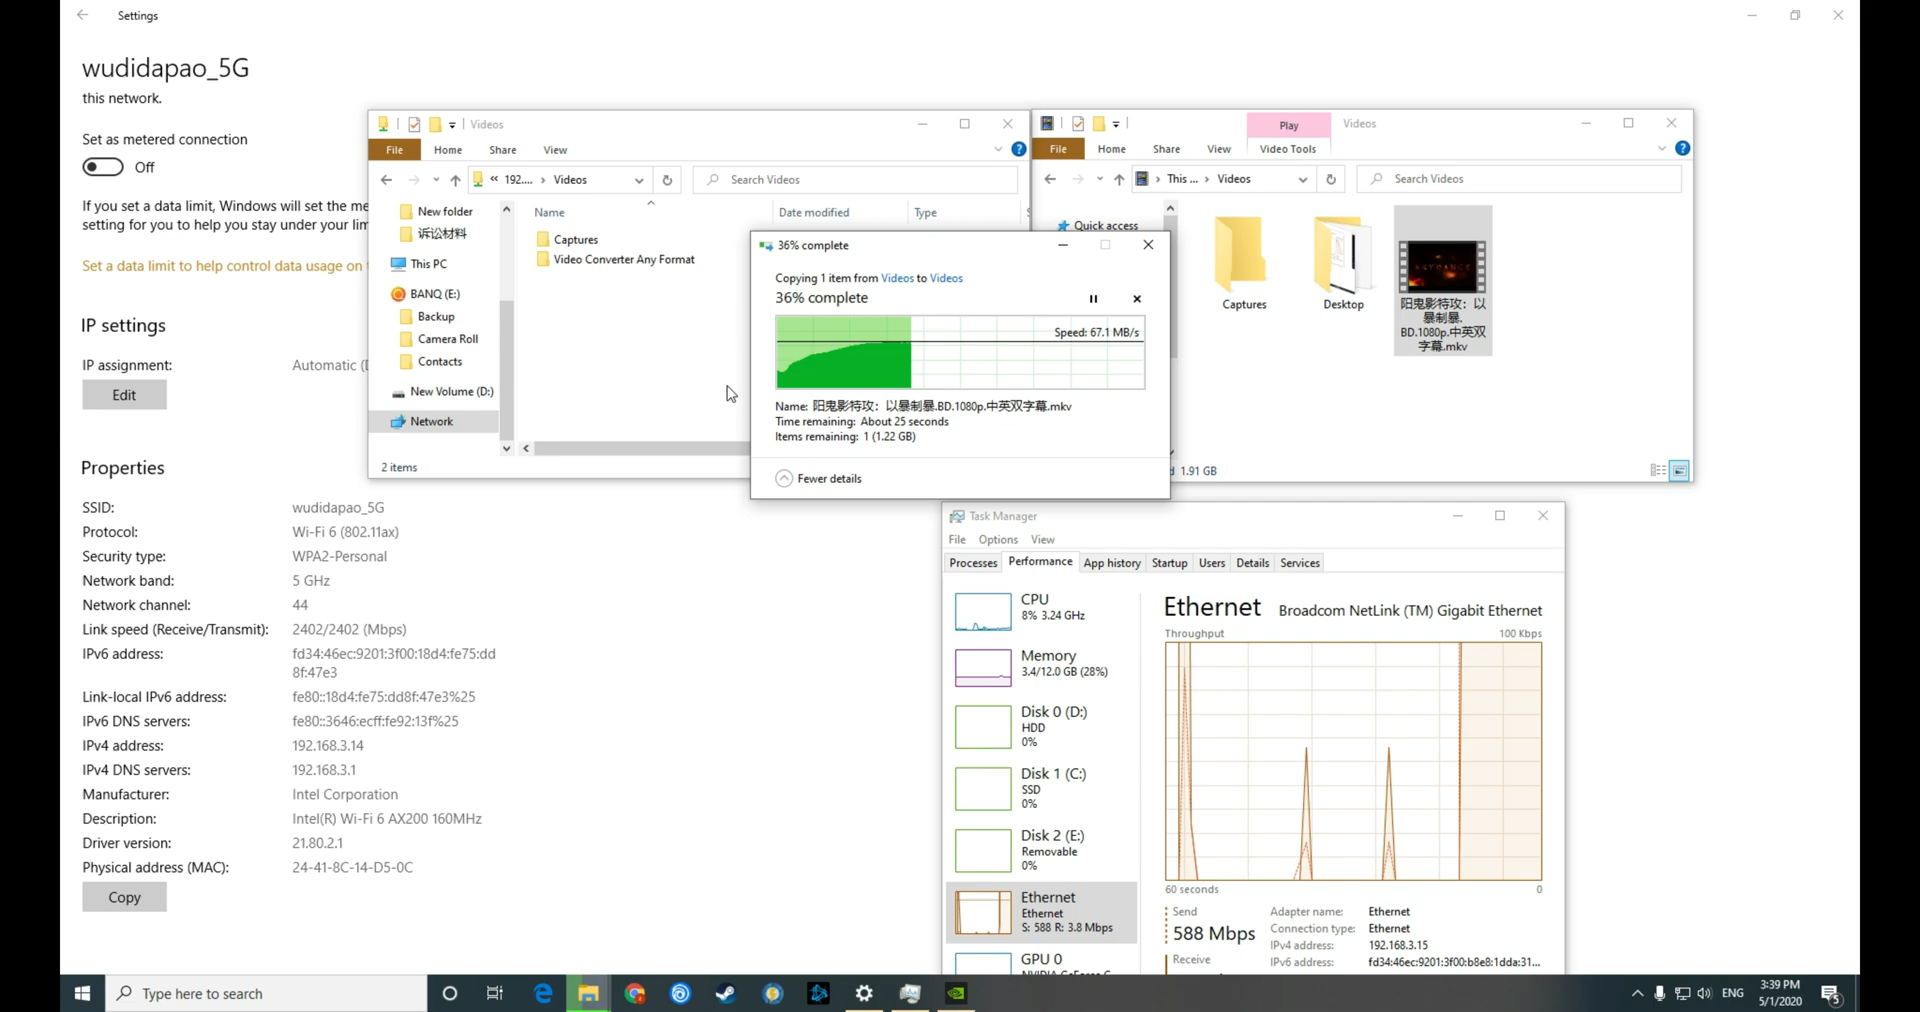 Settings
wudidapao_5G
this network.
Set as metered connection
Off
If you set a data limit, Windows will set the me
setting for you to help you stay under your lim
Set a data limit to help control data usage on
IP settings
IP assignment: Automatic (
Edit
Properties
SSID: wudidapao_5G
Protocol: Wi-Fi 6 (802.11ax)
Security type: WPA2-Personal
Network band: 5 GHz
Network channel: 44
Link speed (Receive/Transmit): 2402/2402 (Mbps)
IPv6 address: fd34:46ec:9201:3f00:18d4:fe75:dd
8f:47e3
Link-local IPv6 address: fe80::18d4:fe75:dd8f:47e3%25
IPv6 DNS servers: fe80::3646:ecff:fe92:13f%25
IPv4 address: 192.168.3.14
IPv4 DNS servers: 192.168.3.1
Manufacturer: Intel Corporation
Description: Intel(R) Wi-Fi 6 AX200 160MHz
Driver version: 21.80.2.1
Physical address (MAC): 24-41-8C-14-D5-0C
Copy
Videos
File Home Share View
« 192.... › Videos
Search Videos
Name Date modified Type
New folder
诉讼材料
This PC
BANQ (E:)
Backup
Camera Roll
Contacts
New Volume (D:)
Network
Captures
Video Converter Any Format
2 items
Play Videos
File Home Share View Video Tools
› This ... › Videos
Search Videos
Quick access
Captures
Desktop
阳鬼影特攻：以
暴制暴.
BD.1080p.中英双
字幕.mkv
1.91 GB
36% complete
Copying 1 item from Videos to Videos
36% complete
Speed: 67.1 MB/s
Name: 阳鬼影特攻：以暴制暴.BD.1080p.中英双字幕.mkv
Time remaining: About 25 seconds
Items remaining: 1 (1.22 GB)
Fewer details
Task Manager
File Options View
Processes Performance App history Startup Users Details Services
CPU
8% 3.24 GHz
Memory
3.4/12.0 GB (28%)
Disk 0 (D:)
HDD
0%
Disk 1 (C:)
SSD
0%
Disk 2 (E:)
Removable
0%
Ethernet
Ethernet
S: 588 R: 3.8 Mbps
GPU 0
Ethernet Broadcom NetLink (TM) Gigabit Ethernet
Throughput 100 Kbps
60 seconds 0
Send
588 Mbps
Receive
Adapter name: Ethernet
Connection type: Ethernet
IPv4 address: 192.168.3.15
IPv6 address: fd34:46ec:9201:3f00:b8e8:1dda:31...
Type here to search
ENG
3:39 PM
5/1/2020
5